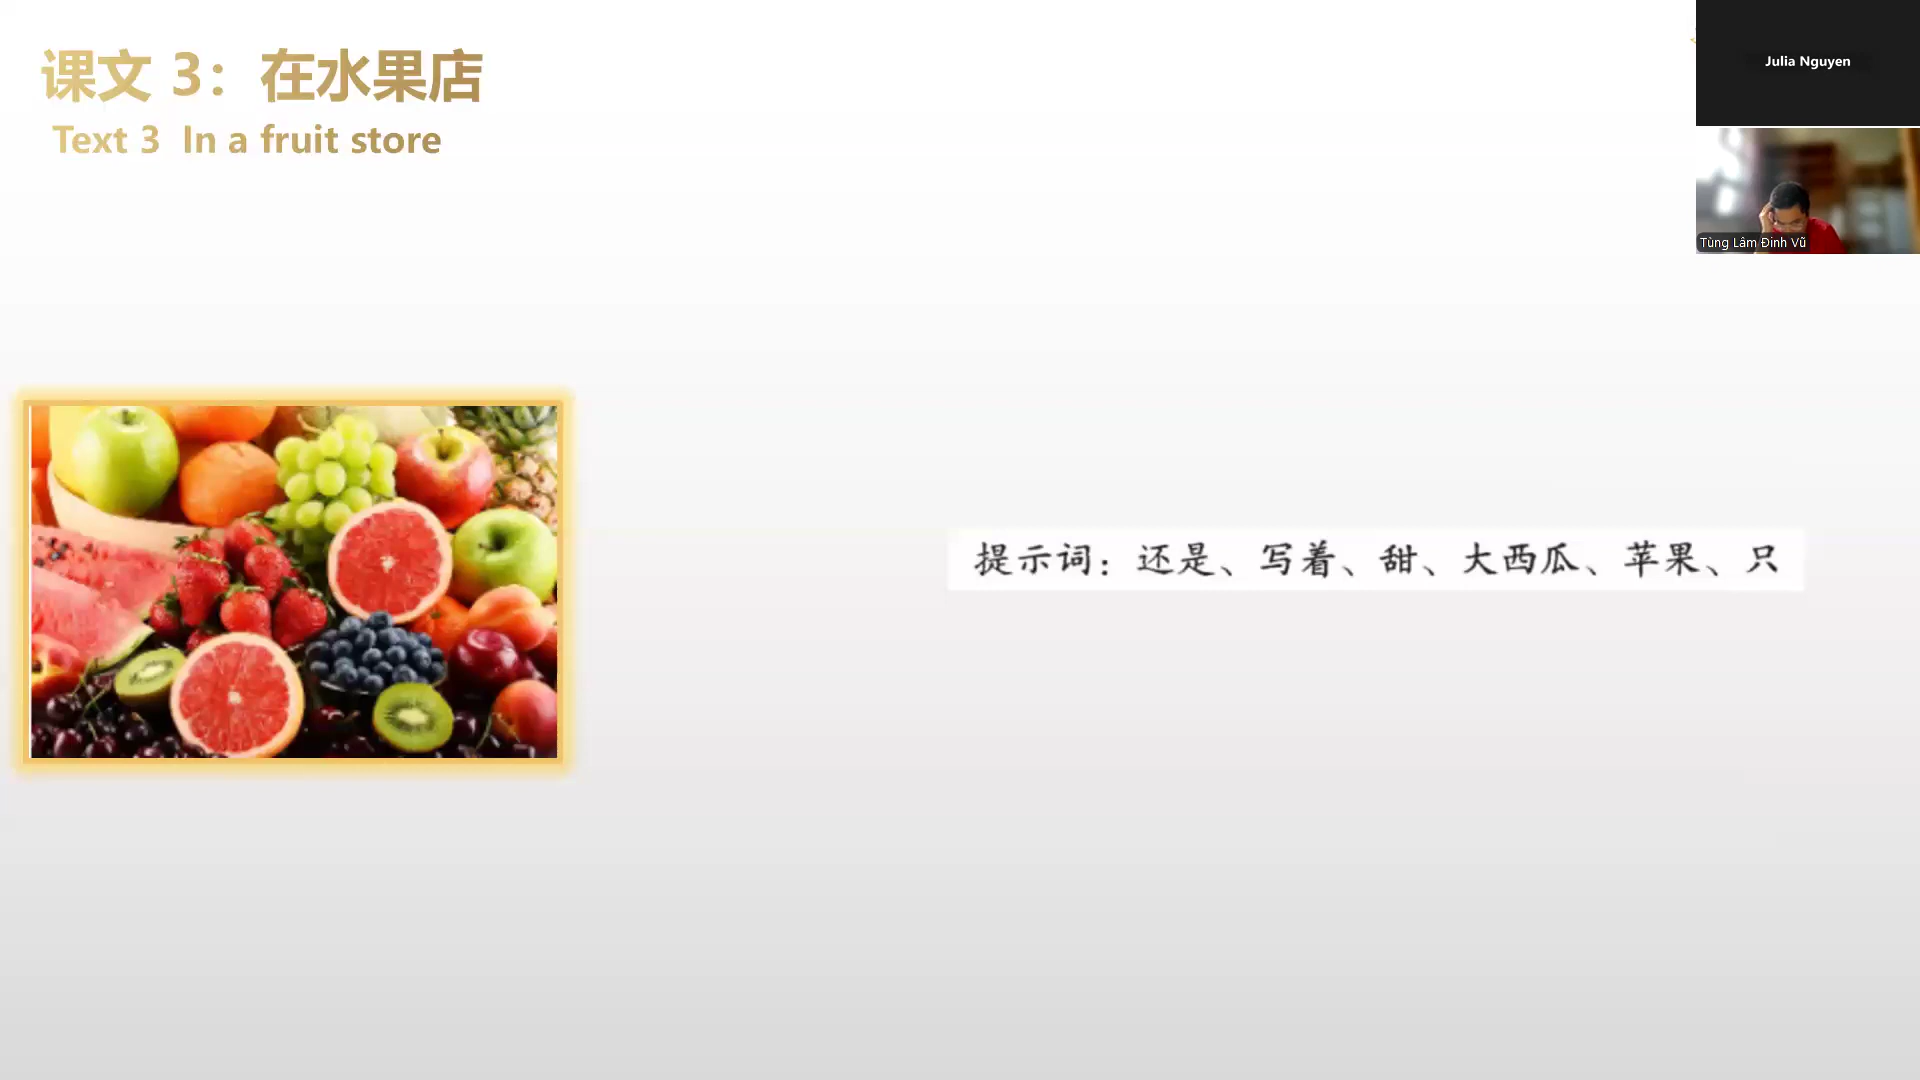 课文 3：在水果店
Text 3 In a fruit store
提示词：还是、写着、甜、大西瓜、苹果、只
Julia Nguyen
Tùng Lâm Đinh Vũ